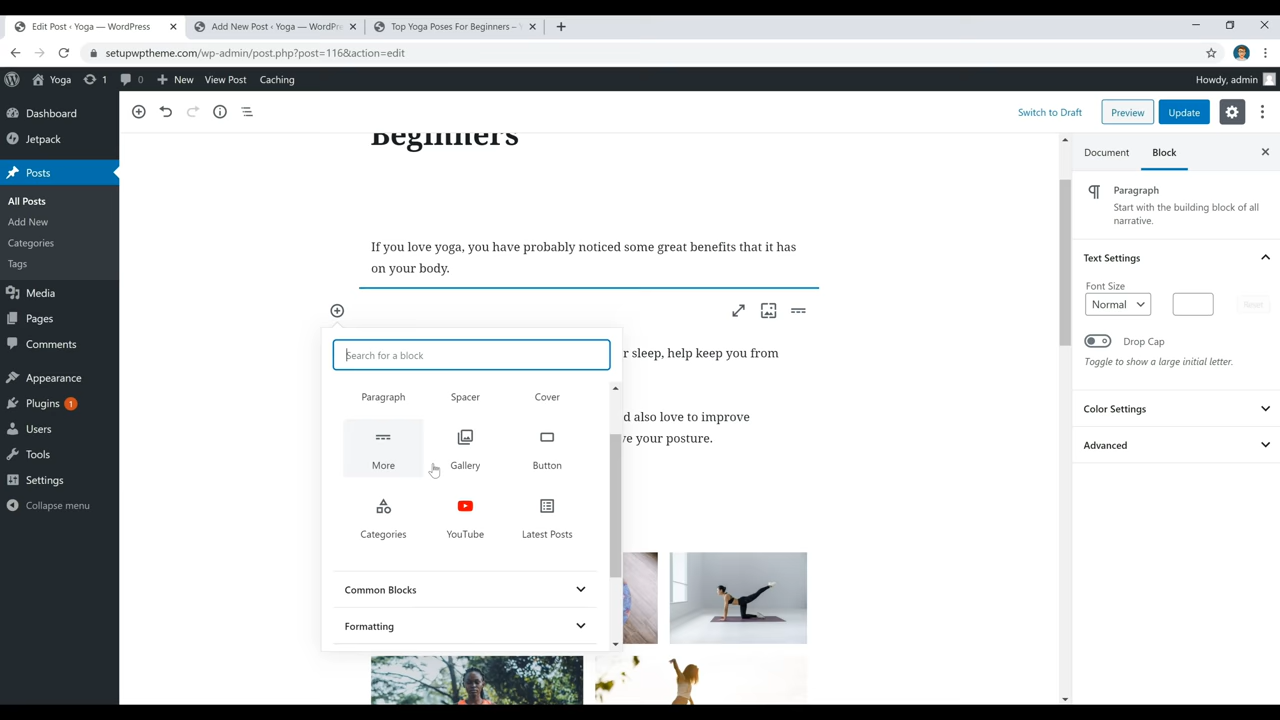 Edit Post ‹ Yoga — WordPress
Add New Post ‹ Yoga — WordPr
Top Yoga Poses For Beginners –
setupwptheme.com/wp-admin/post.php?post=116&action=edit
Yoga
1
0
New
View Post
Caching
Howdy, admin
Dashboard
Jetpack
Posts
All Posts
Add New
Categories
Tags
Media
Pages
Comments
Appearance
Plugins 1
Users
Tools
Settings
Collapse menu
Switch to Draft
Preview
Update
Beginners
If you love yoga, you have probably noticed some great benefits that it has
on your body.
r sleep, help keep you from
d also love to improve
ve your posture.
Search for a block
Paragraph
Spacer
Cover
More
Gallery
Button
Categories
YouTube
Latest Posts
Common Blocks
Formatting
Document
Block
Paragraph
Start with the building block of all
narrative.
Text Settings
Font Size
Normal
Reset
Drop Cap
Toggle to show a large initial letter.
Color Settings
Advanced